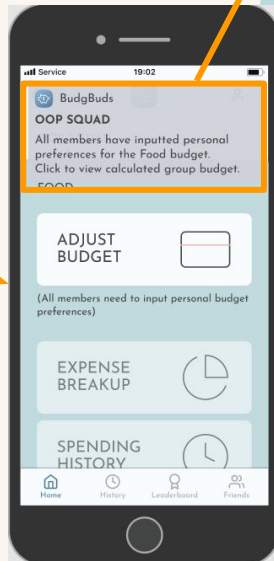 Service 19:02
BudgBuds
OOP SQUAD
All members have inputted personal
preferences for the Food budget.
Click to view calculated group budget.
FOOD
ADJUST
BUDGET
(All members need to input personal budget
preferences)
EXPENSE
BREAKUP
SPENDING
HISTORY
Home History Leaderboard Friends